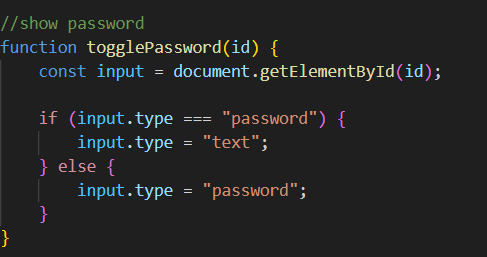 //show password
function togglePassword(id) {
    const input = document.getElementById(id);

    if (input.type === "password") {
        input.type = "text";
    } else {
        input.type = "password";
    }
}